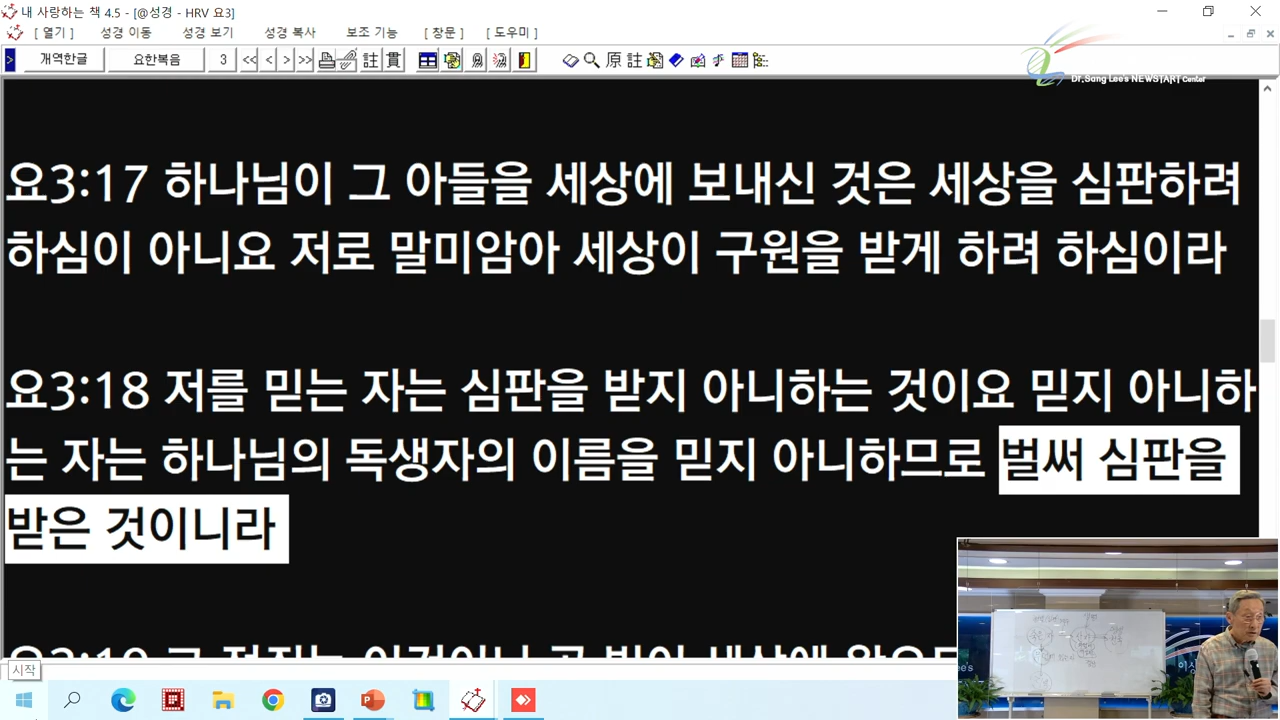 내 사랑하는 책 4.5 - [@성경 - HRV 요3]
[ 열기 ] 성경 이동 성경 보기 성경 복사 보조 기능 [ 창문 ] [ 도우미 ]
> 개역한글 요한복음 3 << < > >> 註 貫 原 註
Dr.Sang Lee's NEWSTART Center
요3:17 하나님이 그 아들을 세상에 보내신 것은 세상을 심판하려
하심이 아니요 저로 말미암아 세상이 구원을 받게 하려 하심이라
요3:18 저를 믿는 자는 심판을 받지 아니하는 것이요 믿지 아니하
는 자는 하나님의 독생자의 이름을 믿지 아니하므로 벌써 심판을
받은 것이니라
시작